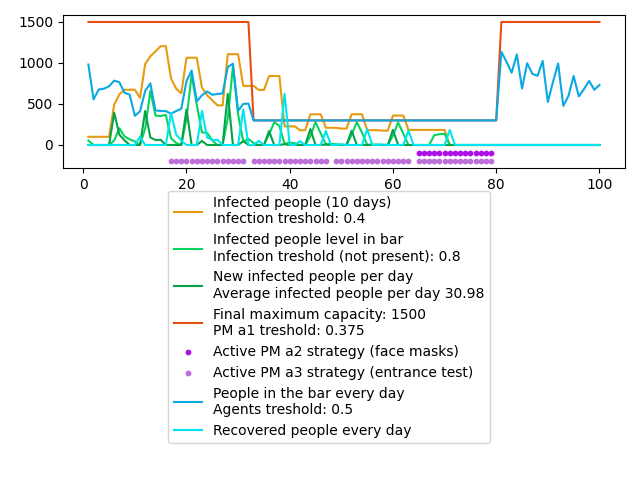 1500
1000
500
0
0
20
40
60
80
100
Infected people (10 days)
Infection treshold: 0.4
Infected people level in bar
Infection treshold (not present): 0.8
New infected people per day
Average infected people per day 30.98
Final maximum capacity: 1500
PM a1 treshold: 0.375
Active PM a2 strategy (face masks)
Active PM a3 strategy (entrance test)
People in the bar every day
Agents treshold: 0.5
Recovered people every day